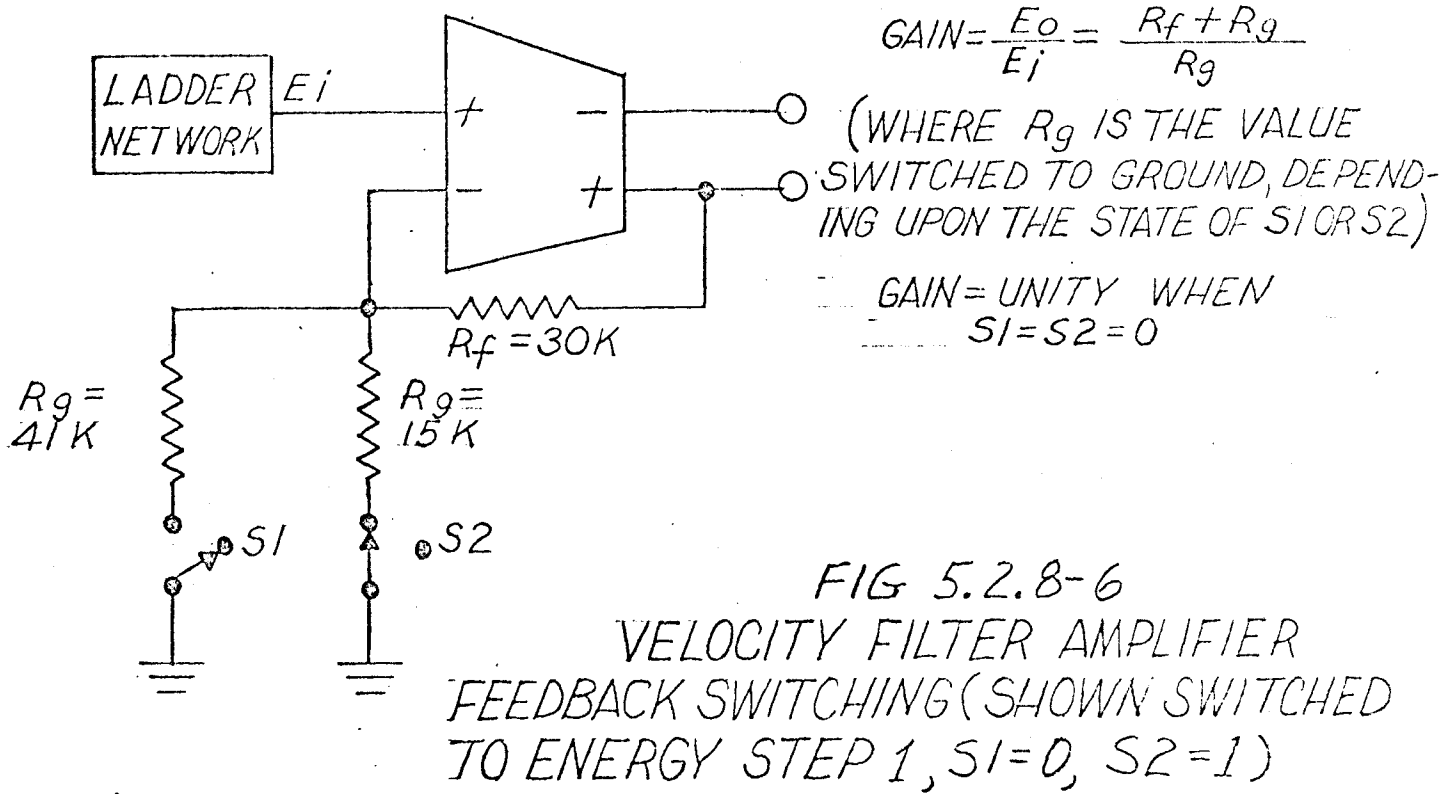 LADDER
NETWORK
Ei
+
−
−
+
GAIN = Eo/Ei = Rf + Rg/Rg
(WHERE Rg IS THE VALUE
SWITCHED TO GROUND, DEPEND-
ING UPON THE STATE OF S1 OR S2)
GAIN = UNITY WHEN
S1 = S2 = 0
Rf = 30K
Rg =
41K
Rg =
15K
S1
S2
FIG 5.2.8-6
VELOCITY FILTER AMPLIFIER
FEEDBACK SWITCHING (SHOWN SWITCHED
TO ENERGY STEP 1, S1=0, S2=1)